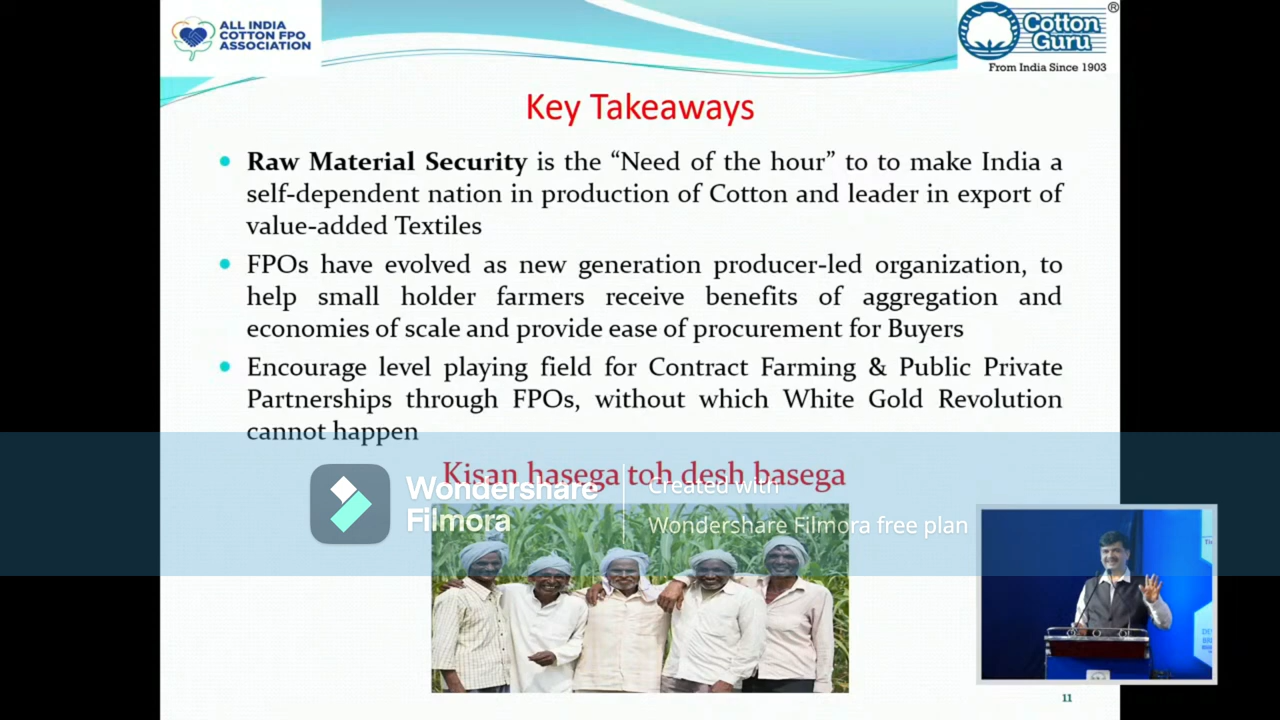 ALL INDIA
COTTON FPO
ASSOCIATION
Cotton
Guru
®
From India Since 1903
Key Takeaways
Raw Material Security is the “Need of the hour” to to make India a
self-dependent nation in production of Cotton and leader in export of
value-added Textiles
FPOs have evolved as new generation producer-led organization, to
help small holder farmers receive benefits of aggregation and
economies of scale and provide ease of procurement for Buyers
Encourage level playing field for Contract Farming & Public Private
Partnerships through FPOs, without which White Gold Revolution
cannot happen
Kisan hasega toh desh basega
Wondershare
Filmora
Created with
Wondershare Filmora free plan
11